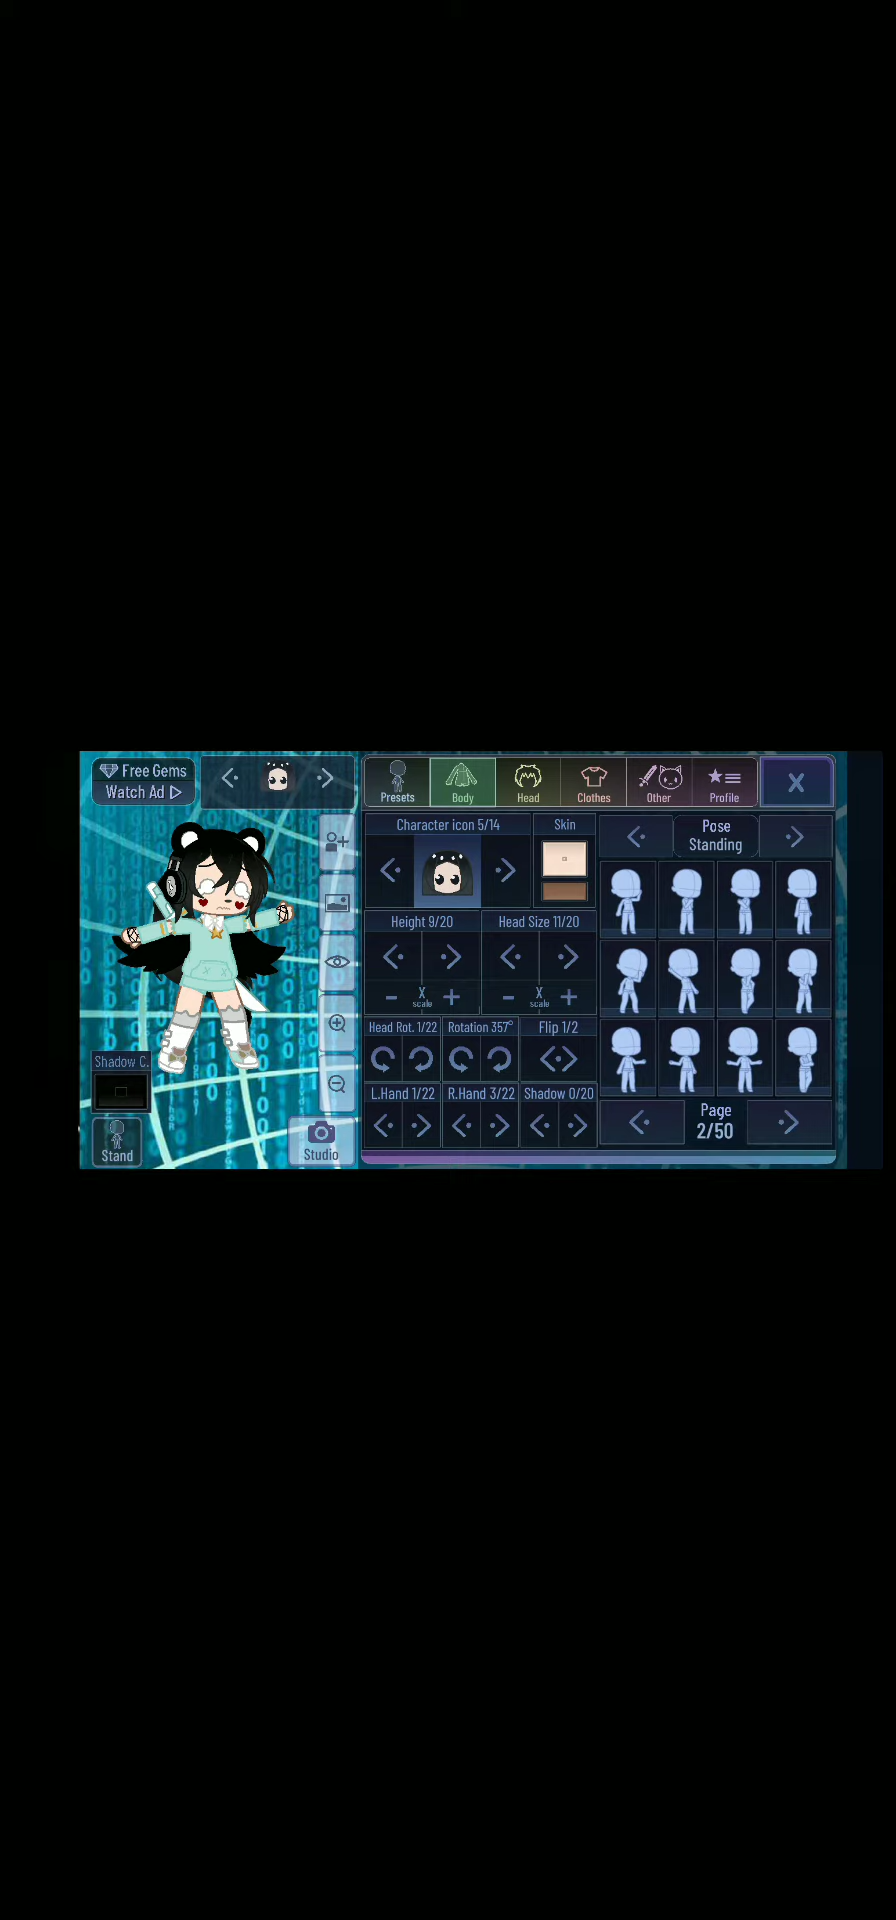 Free Gems
Watch Ad
Presets
Body
Head
Clothes
Other
Profile
X
Character icon 5/14
Skin
Pose
Standing
Height 9/20
Head Size 11/20
X
scale
X
scale
Head Rot. 1/22
Rotation 357°
Flip 1/2
L.Hand 1/22
R.Hand 3/22
Shadow 0/20
Page
2/50
Shadow C.
Stand
Studio